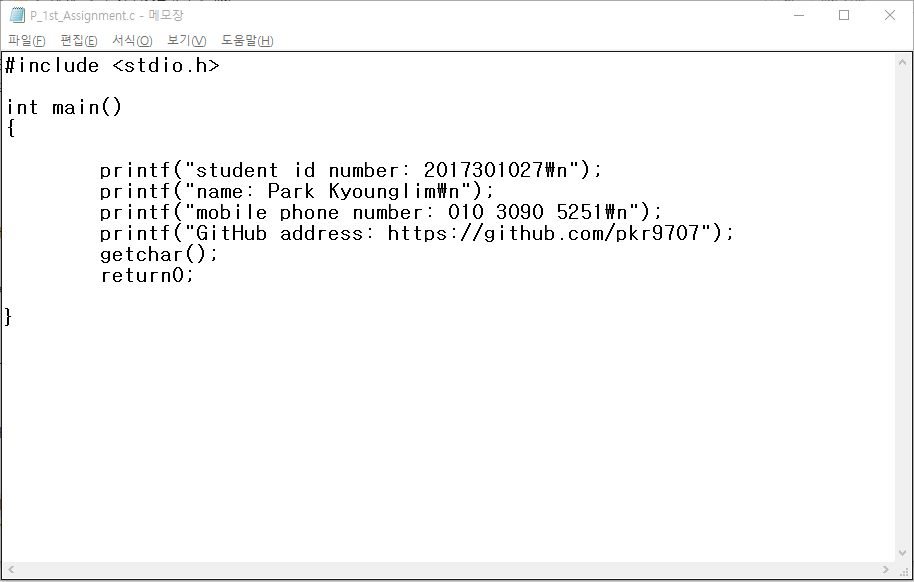 P_1st_Assignment.c - 메모장
파일(F) 편집(E) 서식(O) 보기(V) 도움말(H)
#include <stdio.h>
int main()
{
printf("student id number: 2017301027₩n");
printf("name: Park Kyounglim₩n");
printf("mobile phone number: 010 3090 5251₩n");
printf("GitHub address: https://github.com/pkr9707");
getchar();
return0;
}